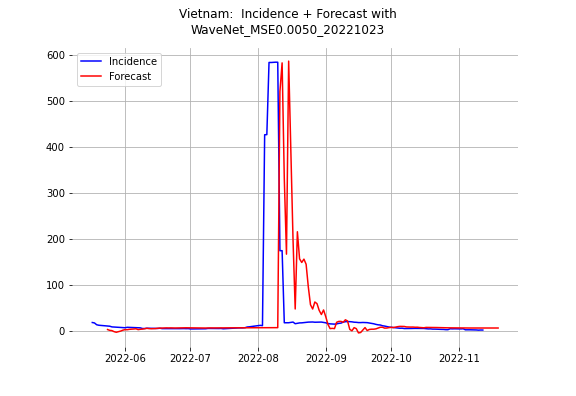 Vietnam:  Incidence + Forecast with
WaveNet_MSE0.0050_20221023
600
500
400
300
200
100
0
Incidence
Forecast
2022-06 2022-07 2022-08 2022-09 2022-10 2022-11